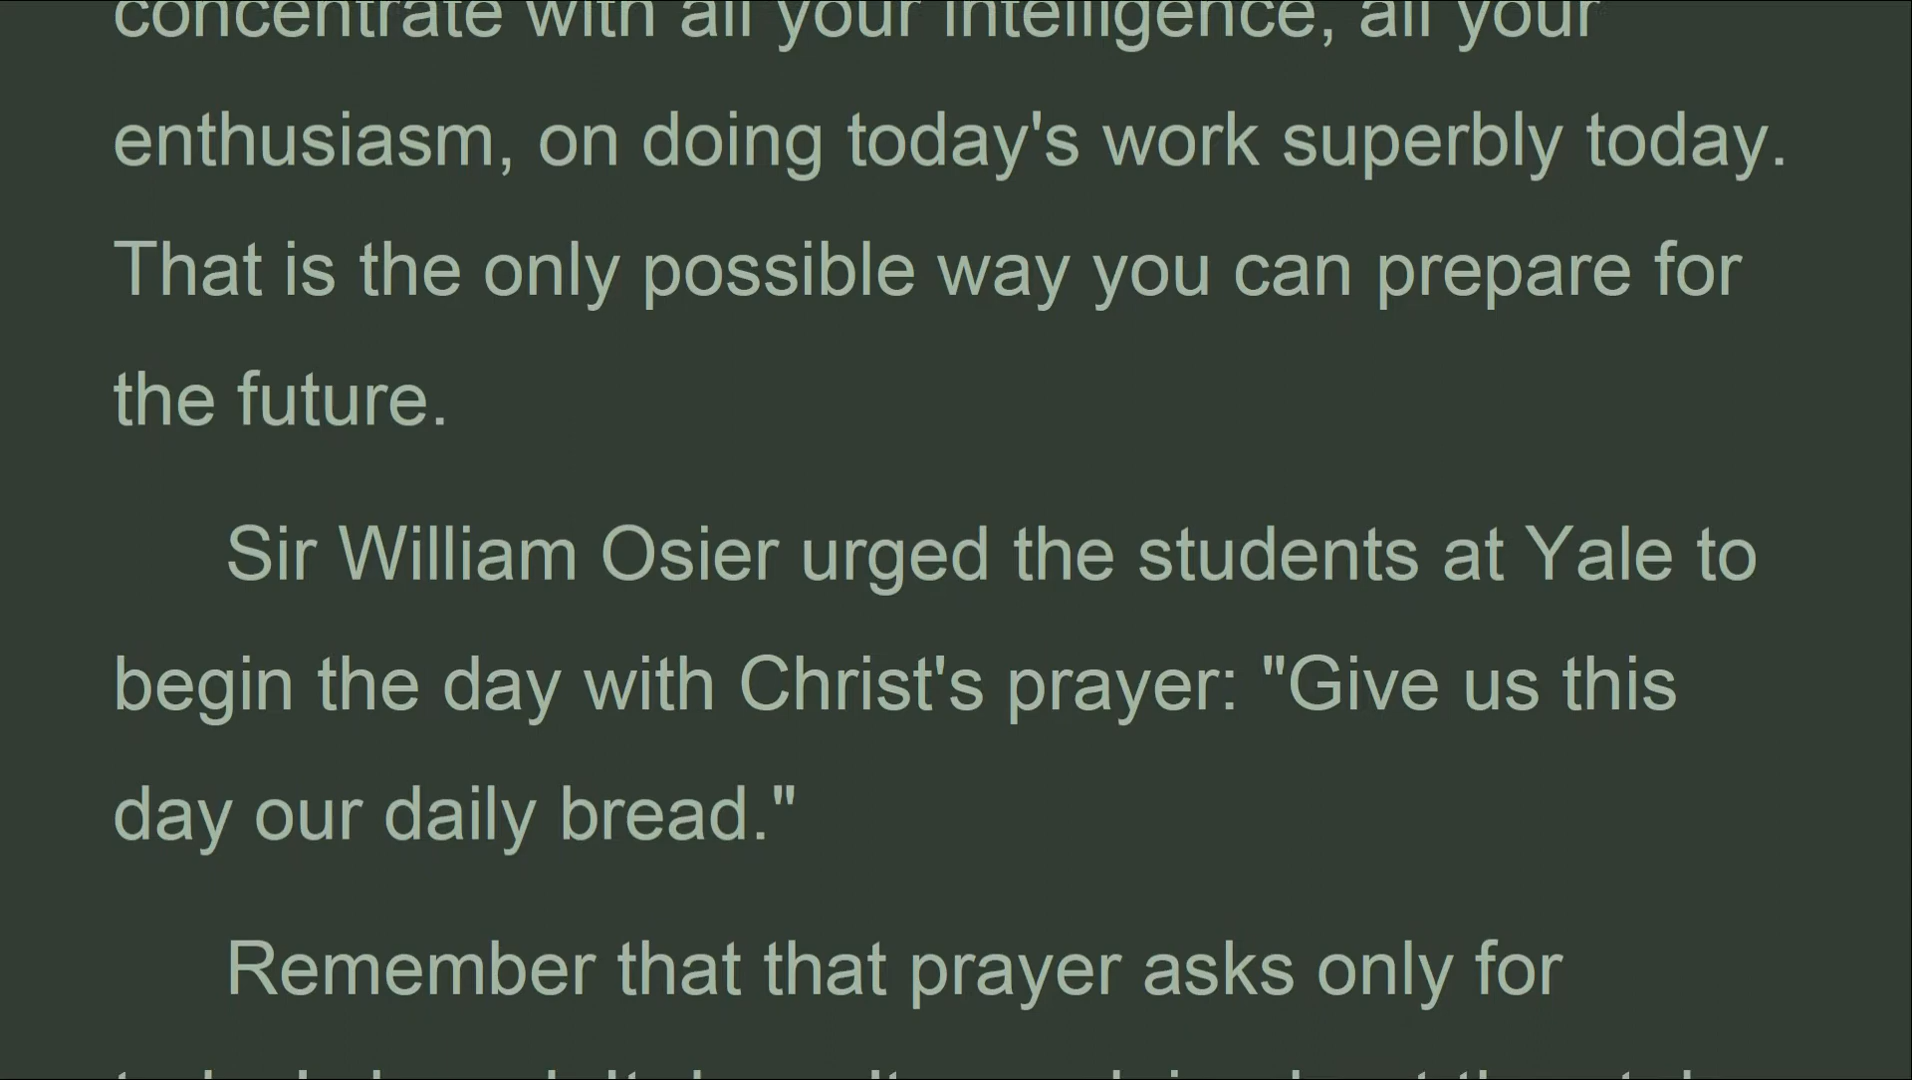 concentrate with all your intelligence, all your
enthusiasm, on doing today's work superbly today.
That is the only possible way you can prepare for
the future.
Sir William Osier urged the students at Yale to
begin the day with Christ's prayer: "Give us this
day our daily bread."
Remember that that prayer asks only for